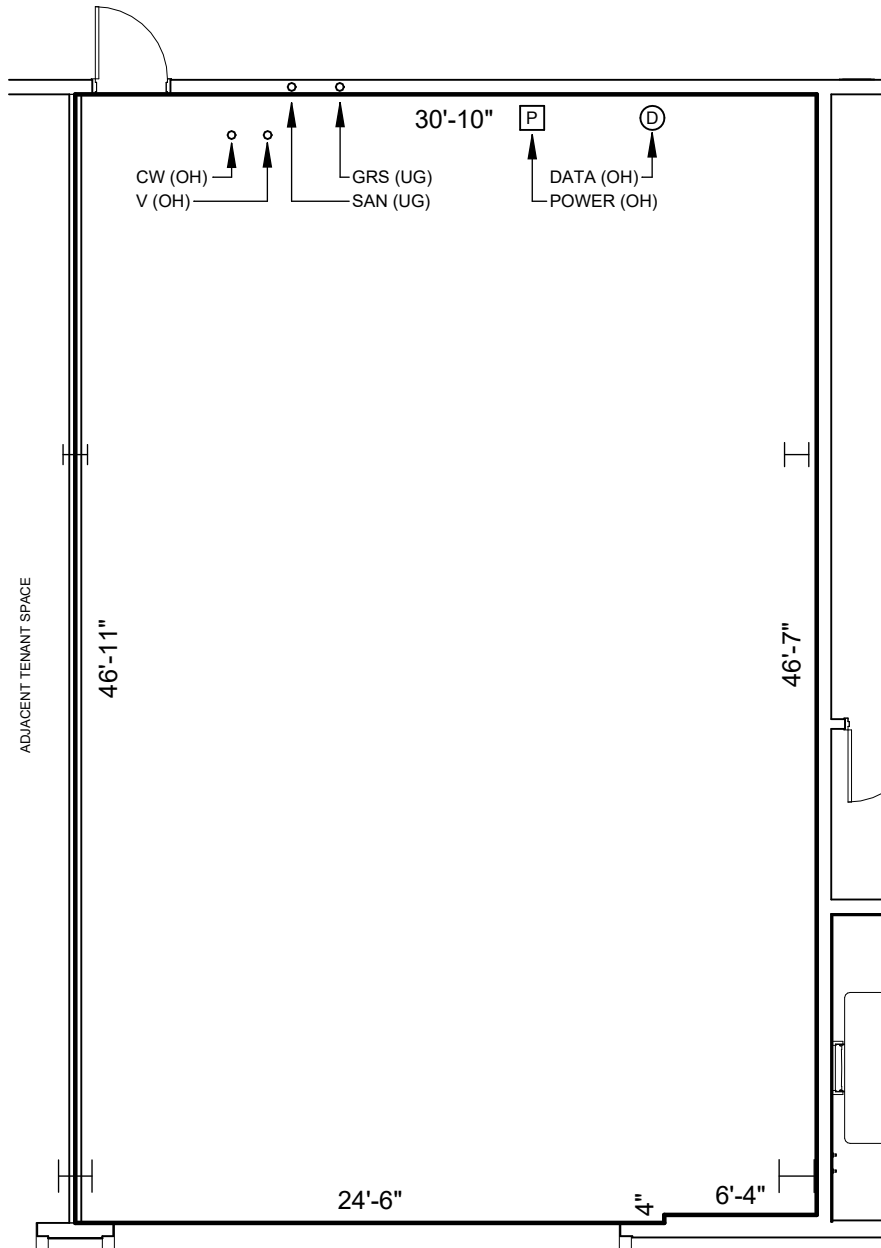 30'-10"
P
D
CW (OH)
V (OH)
GRS (UG)
SAN (UG)
DATA (OH)
POWER (OH)
ADJACENT TENANT SPACE
46'-11"
46'-7"
24'-6"
4"
6'-4"